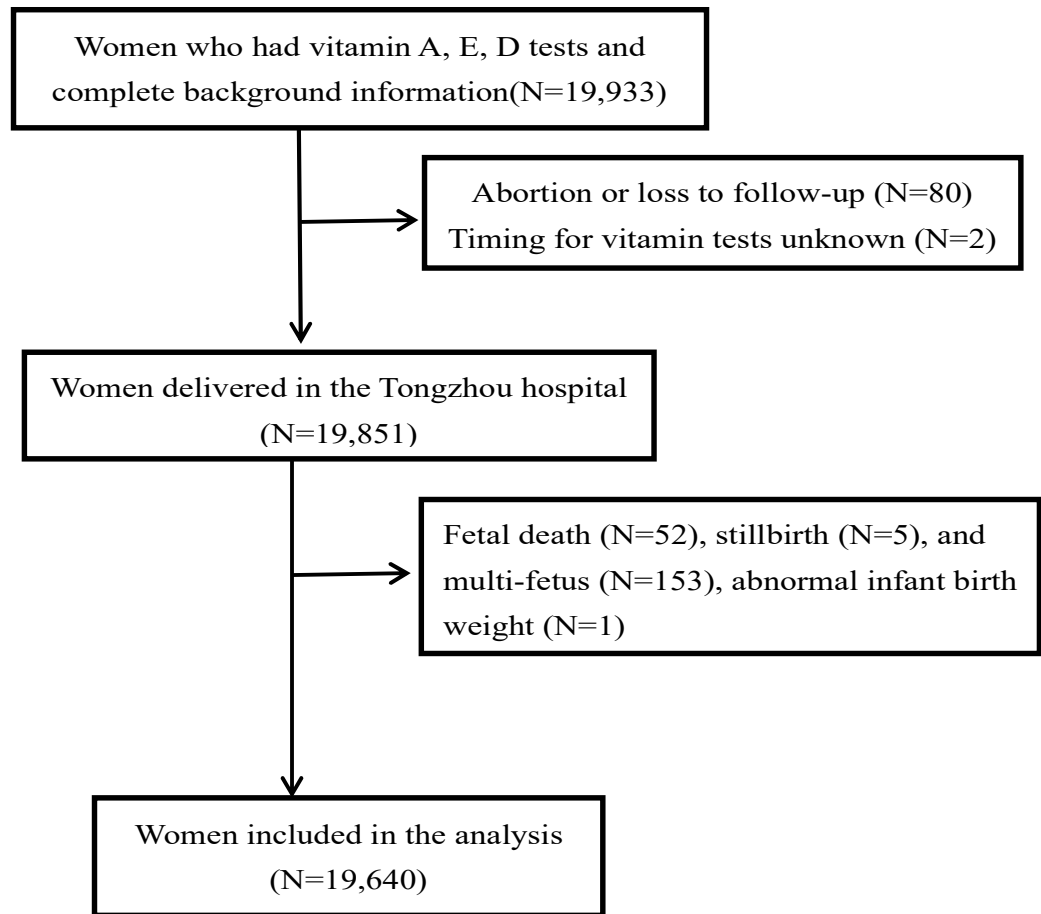 Women who had vitamin A, E, D tests and
complete background information(N=19,933)
Abortion or loss to follow-up (N=80)
Timing for vitamin tests unknown (N=2)
Women delivered in the Tongzhou hospital
(N=19,851)
Fetal death (N=52), stillbirth (N=5), and
multi-fetus (N=153), abnormal infant birth
weight (N=1)
Women included in the analysis
(N=19,640)